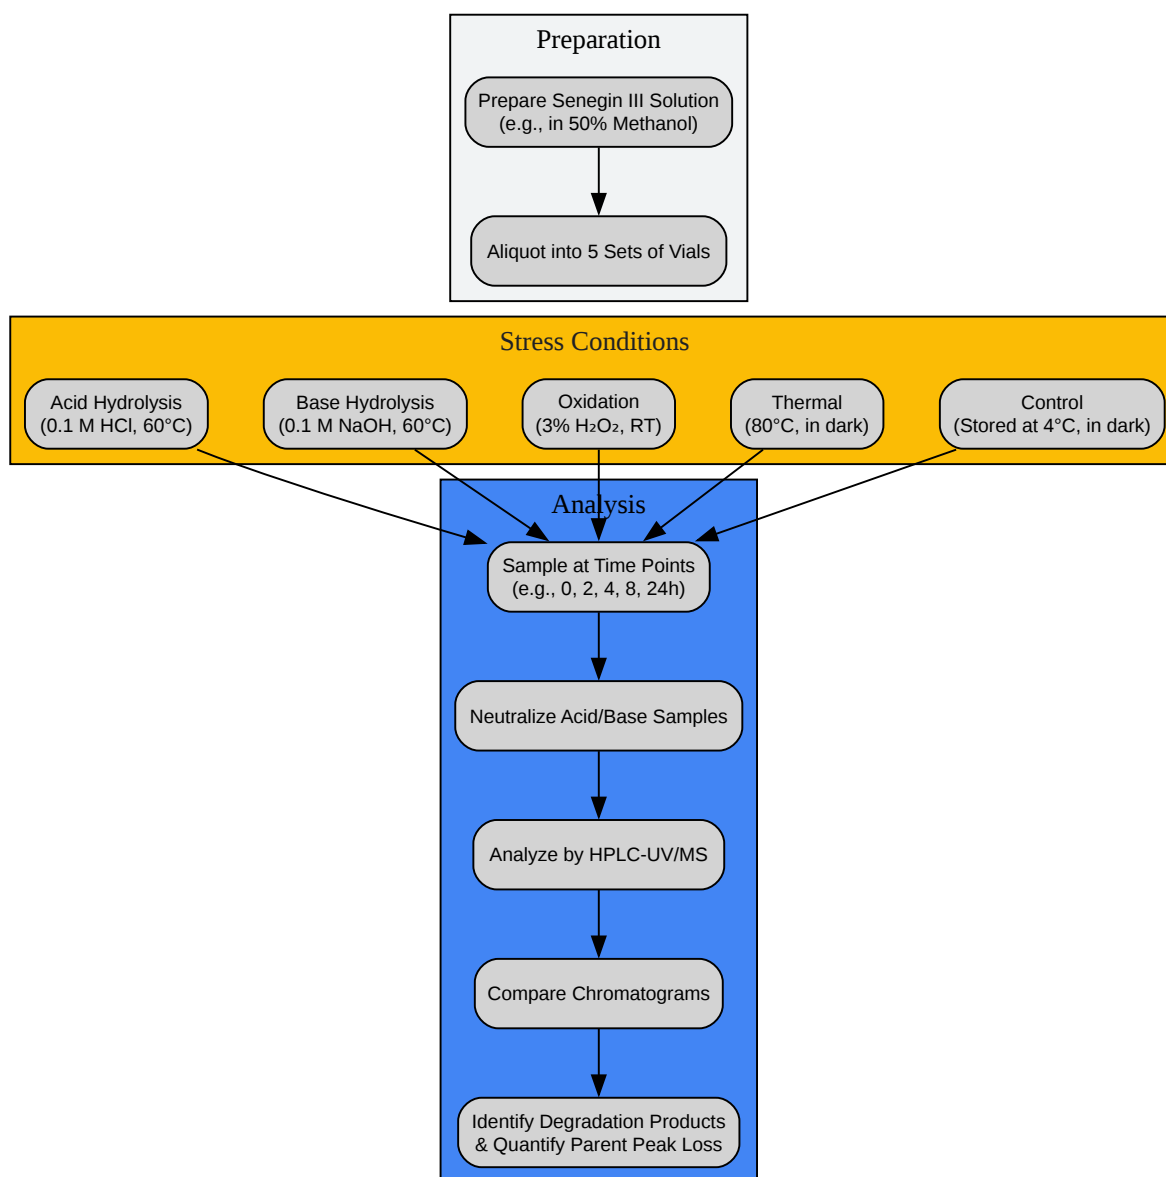 Preparation
Prepare Senegin III Solution
(e.g., in 50% Methanol)
Aliquot into 5 Sets of Vials
Stress Conditions
Acid Hydrolysis
(0.1 M HCl, 60°C)
Base Hydrolysis
(0.1 M NaOH, 60°C)
Oxidation
(3% H₂O₂, RT)
Thermal
(80°C, in dark)
Control
(Stored at 4°C, in dark)
Analysis
Sample at Time Points
(e.g., 0, 2, 4, 8, 24h)
Neutralize Acid/Base Samples
Analyze by HPLC-UV/MS
Compare Chromatograms
Identify Degradation Products
& Quantify Parent Peak Loss